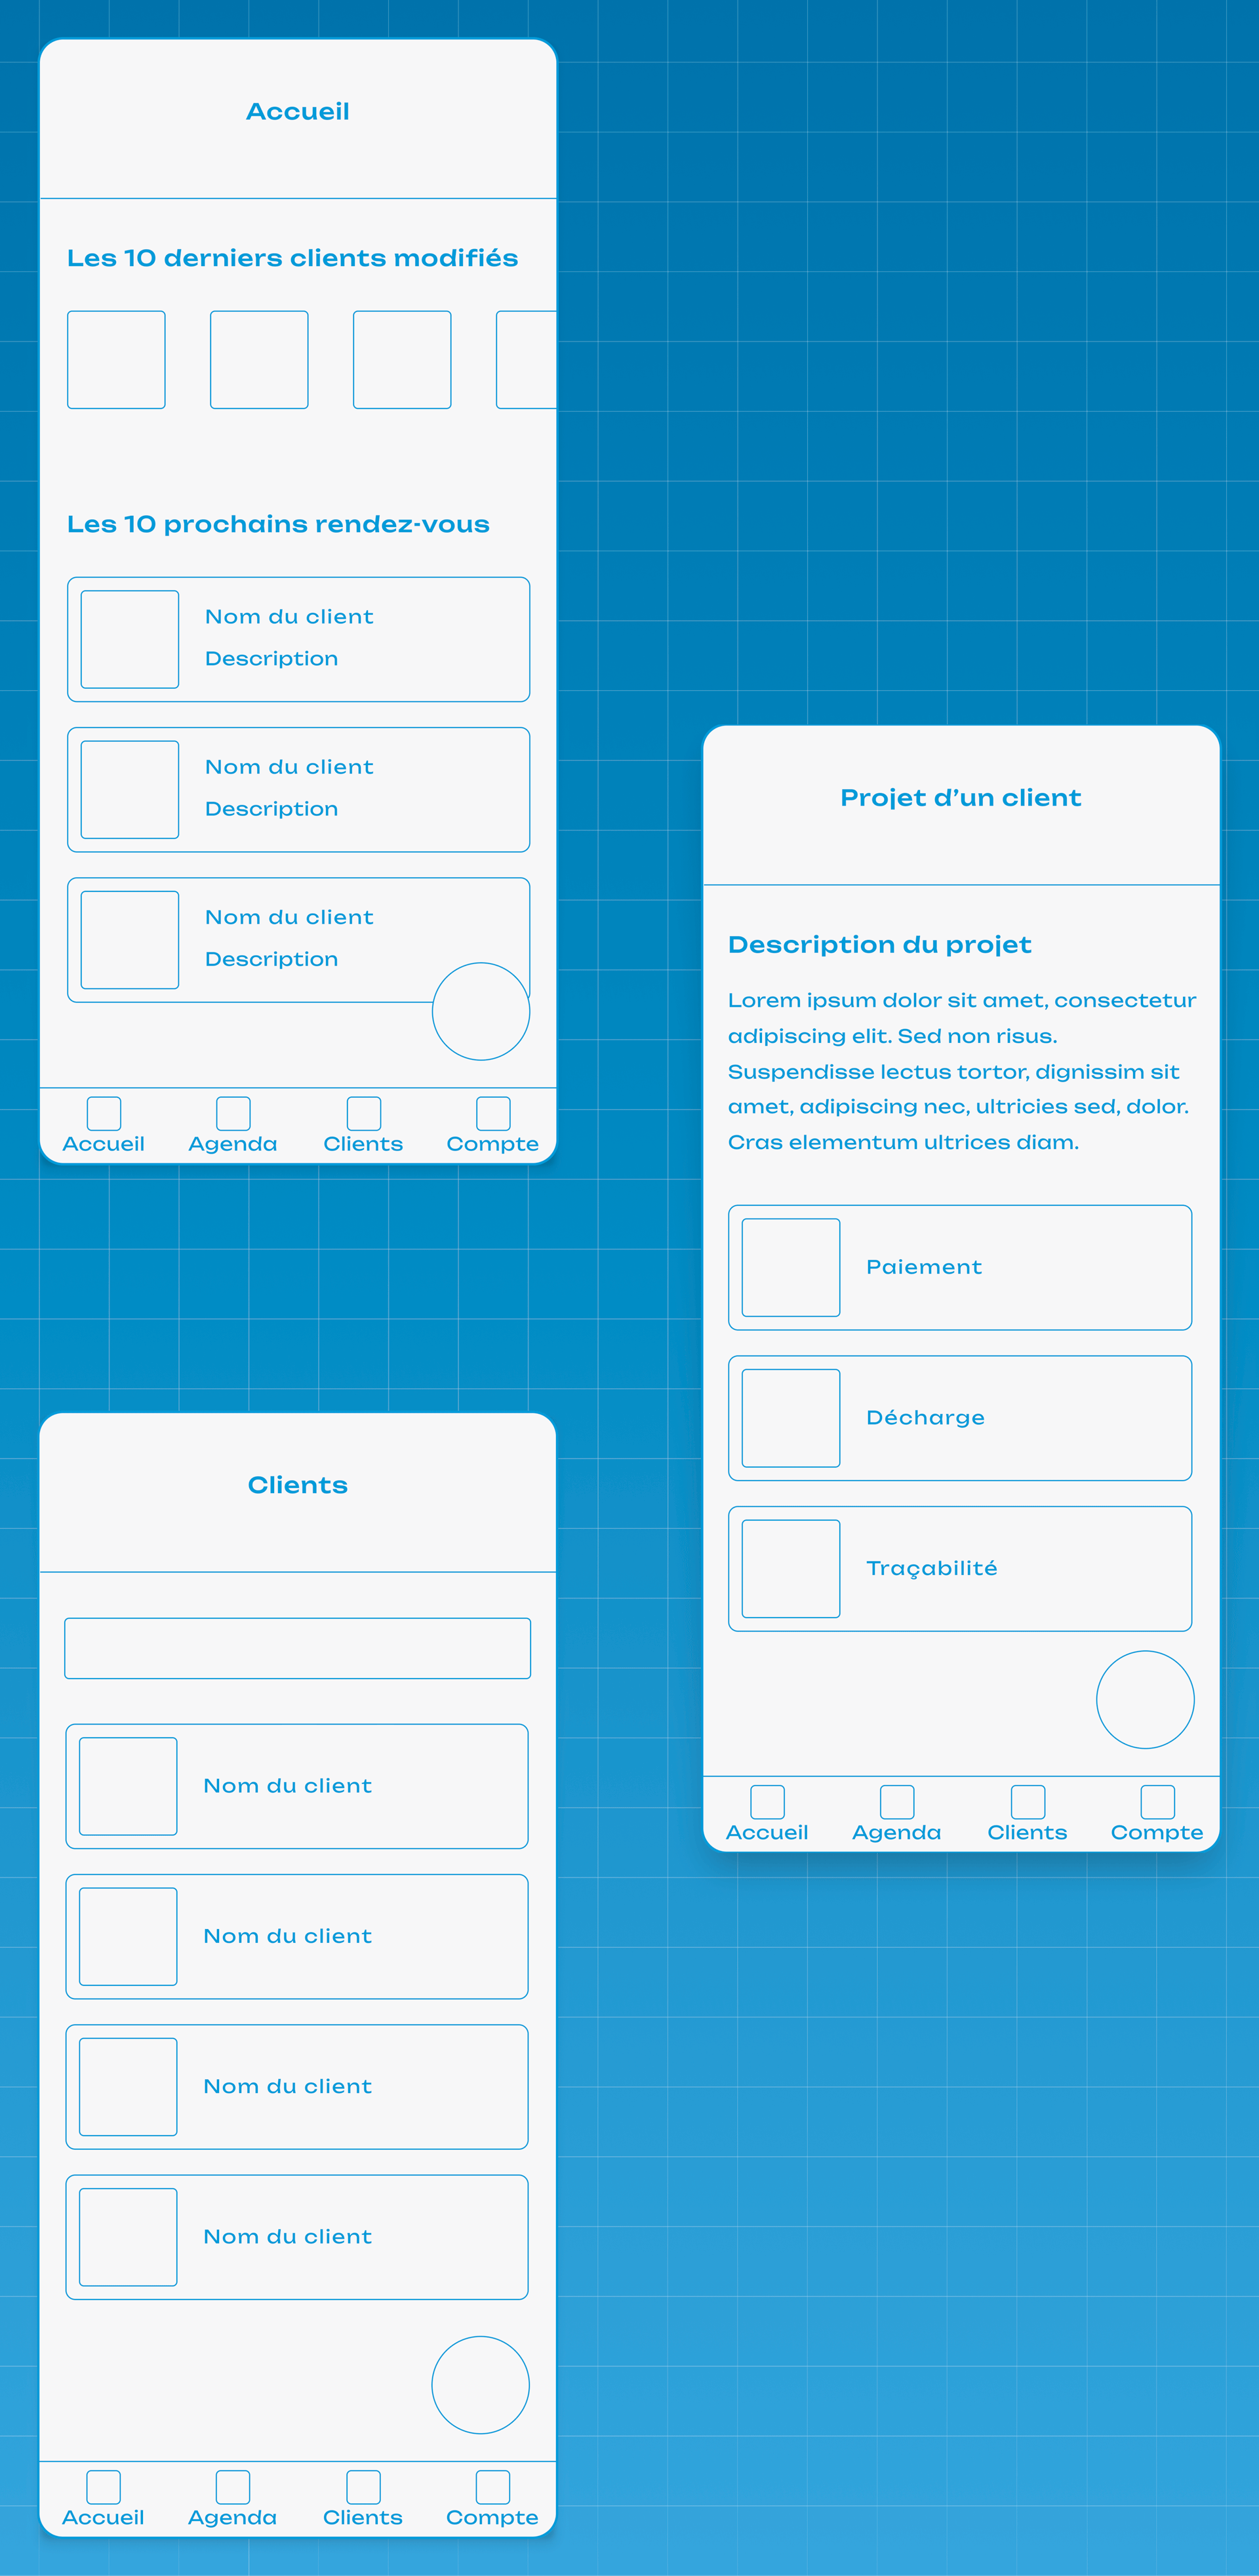 Accueil
Les 10 derniers clients modifiés
Les 10 prochains rendez-vous
Nom du client
Description
Nom du client
Description
Nom du client
Description
Accueil Agenda Clients Compte
Projet d’un client
Description du projet
Lorem ipsum dolor sit amet, consectetur
adipiscing elit. Sed non risus.
Suspendisse lectus tortor, dignissim sit
amet, adipiscing nec, ultricies sed, dolor.
Cras elementum ultrices diam.
Paiement
Décharge
Traçabilité
Accueil Agenda Clients Compte
Clients
Nom du client
Nom du client
Nom du client
Nom du client
Accueil Agenda Clients Compte